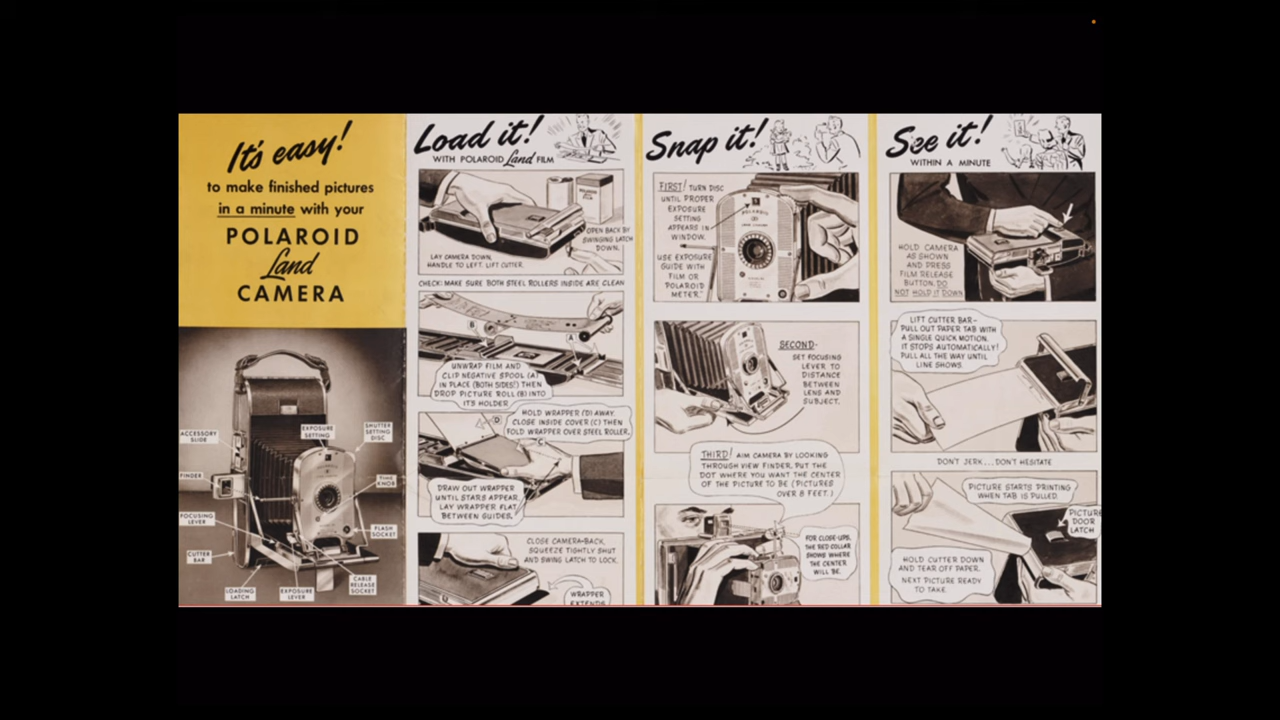 It's easy!
to make finished pictures
in a minute with your
POLAROID
Land
CAMERA
ACCESSORY
SLIDE
EXPOSURE
SETTING
SHUTTER
SETTING
DISC
FINDER
TIME
KNOB
FOCUSING
LEVER
FLASH
SOCKET
CUTTER
BAR
LOADING
LATCH
EXPOSURE
LEVER
CABLE
RELEASE
SOCKET
Load it!
WITH POLAROID Land FILM
OPEN BACK BY
SWINGING LATCH
DOWN.
LAY CAMERA DOWN,
HANDLE TO LEFT. LIFT CUTTER.
CHECK: MAKE SURE BOTH STEEL ROLLERS INSIDE ARE CLEAN
B
A
UNWRAP FILM AND
CLIP NEGATIVE SPOOL (A)
IN PLACE (BOTH SIDES!) THEN
DROP PICTURE ROLL (B) INTO
ITS HOLDER
HOLD WRAPPER (D) AWAY.
CLOSE INSIDE COVER (C) THEN
FOLD WRAPPER OVER STEEL ROLLER.
D
C
DRAW OUT WRAPPER
UNTIL STARS APPEAR,
LAY WRAPPER FLAT
BETWEEN GUIDES.
CLOSE CAMERA-BACK,
SQUEEZE TIGHTLY SHUT
AND SWING LATCH TO LOCK.
WRAPPER
EXTENDS
Snap it!
FIRST! TURN DISC
UNTIL PROPER
EXPOSURE
SETTING
APPEARS IN
WINDOW.
USE EXPOSURE
GUIDE WITH
FILM OR
POLAROID
METER.
POLAROID
SECOND-
SET FOCUSING
LEVER TO
DISTANCE
BETWEEN
LENS AND
SUBJECT.
THIRD! AIM CAMERA BY LOOKING
THROUGH VIEW FINDER. PUT THE
DOT WHERE YOU WANT THE CENTER
OF THE PICTURE TO BE (PICTURES
OVER 8 FEET.)
FOR CLOSE-UPS,
THE RED COLLAR
SHOWS WHERE
THE CENTER
WILL BE.
See it!
WITHIN A MINUTE
HOLD CAMERA
AS SHOWN
AND PRESS
FILM RELEASE
BUTTON. DO
NOT HOLD IT DOWN
LIFT CUTTER BAR-
PULL OUT PAPER TAB WITH
A SINGLE QUICK MOTION.
IT STOPS AUTOMATICALLY!
PULL ALL THE WAY UNTIL
LINE SHOWS.
DON'T JERK...DON'T HESITATE
PICTURE STARTS PRINTING
WHEN TAB IS PULLED.
PICTURE
DOOR
LATCH
HOLD CUTTER DOWN
AND TEAR OFF PAPER.
NEXT PICTURE READY
TO TAKE.